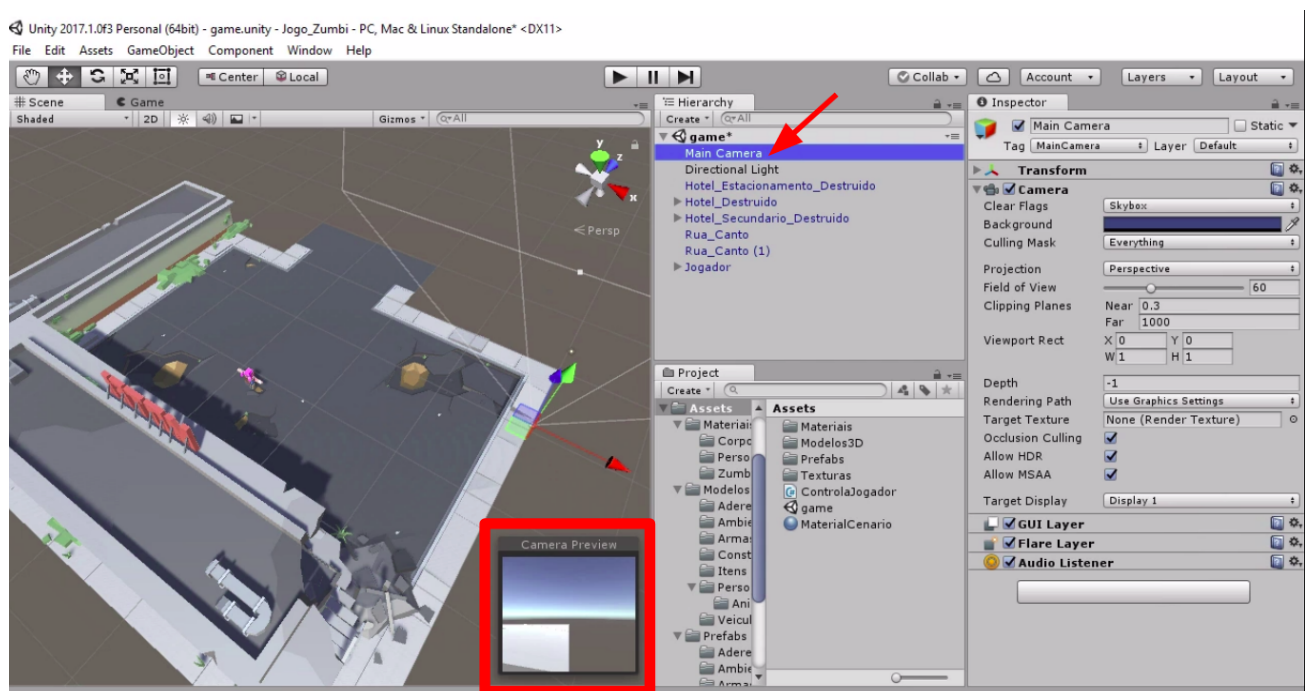 Unity 2017.1.0f3 Personal (64bit) - game.unity - Jogo_Zumbi - PC, Mac & Linux Standalone* <DX11>
File Edit Assets GameObject Component Window Help
Center Local Collab Account Layers Layout
Scene Game
Shaded 2D Gizmos All
y
z
x
Persp
Camera Preview
Hierarchy
Create All
game*
Main Camera
Directional Light
Hotel_Estacionamento_Destruido
Hotel_Destruido
Hotel_Secundario_Destruido
Rua_Canto
Rua_Canto (1)
Jogador
Project
Create
Assets
Materiais
Corpo
Perso
Zumb
Modelos
Adere
Ambie
Armas
Const
Itens
Perso
Ani
Veicul
Prefabs
Adere
Ambie
Armas
Assets
Materiais
Modelos3D
Prefabs
Texturas
ControlaJogador
game
MaterialCenario
Inspector
Main Camera Static
Tag MainCamera Layer Default
Transform
Camera
Clear Flags Skybox
Background
Culling Mask Everything
Projection Perspective
Field of View 60
Clipping Planes Near 0.3
Far 1000
Viewport Rect X 0 Y 0
W 1 H 1
Depth -1
Rendering Path Use Graphics Settings
Target Texture None (Render Texture)
Occlusion Culling
Allow HDR
Allow MSAA
Target Display Display 1
GUI Layer
Flare Layer
Audio Listener